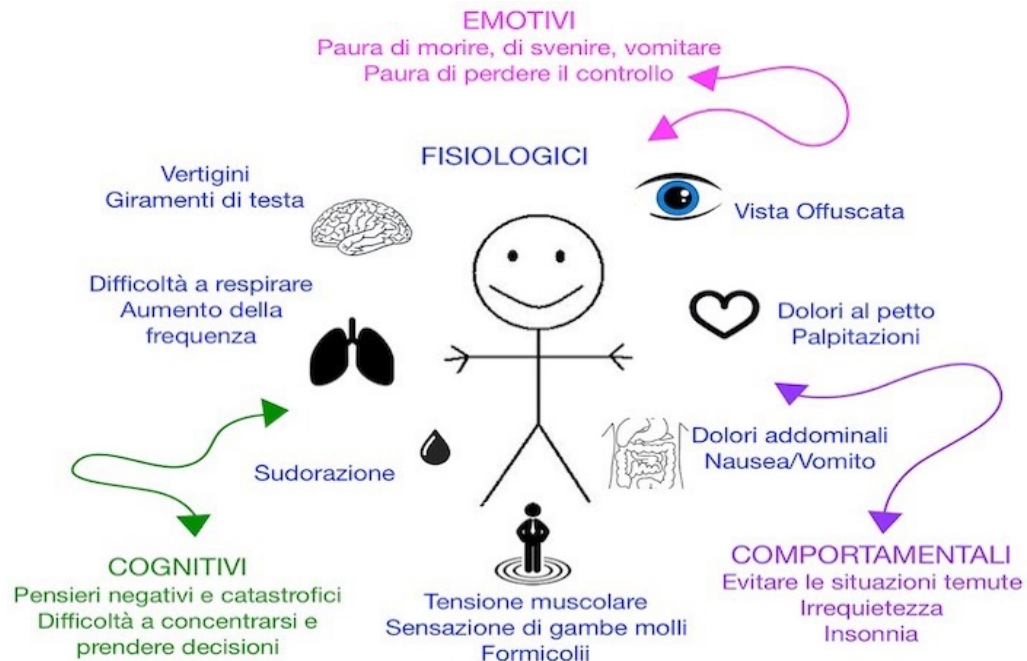 EMOTIVI
Paura di morire, di svenire, vomitare
Paura di perdere il controllo
FISIOLOGICI
Vertigini
Giramenti di testa
Vista Offuscata
Difficoltà a respirare
Aumento della
frequenza
Dolori al petto
Palpitazioni
Sudorazione
Dolori addominali
Nausea/Vomito
COGNITIVI
Pensieri negativi e catastrofici
Difficoltà a concentrarsi e
prendere decisioni
Tensione muscolare
Sensazione di gambe molli
Formicolii
COMPORTAMENTALI
Evitare le situazioni temute
Irrequietezza
Insonnia